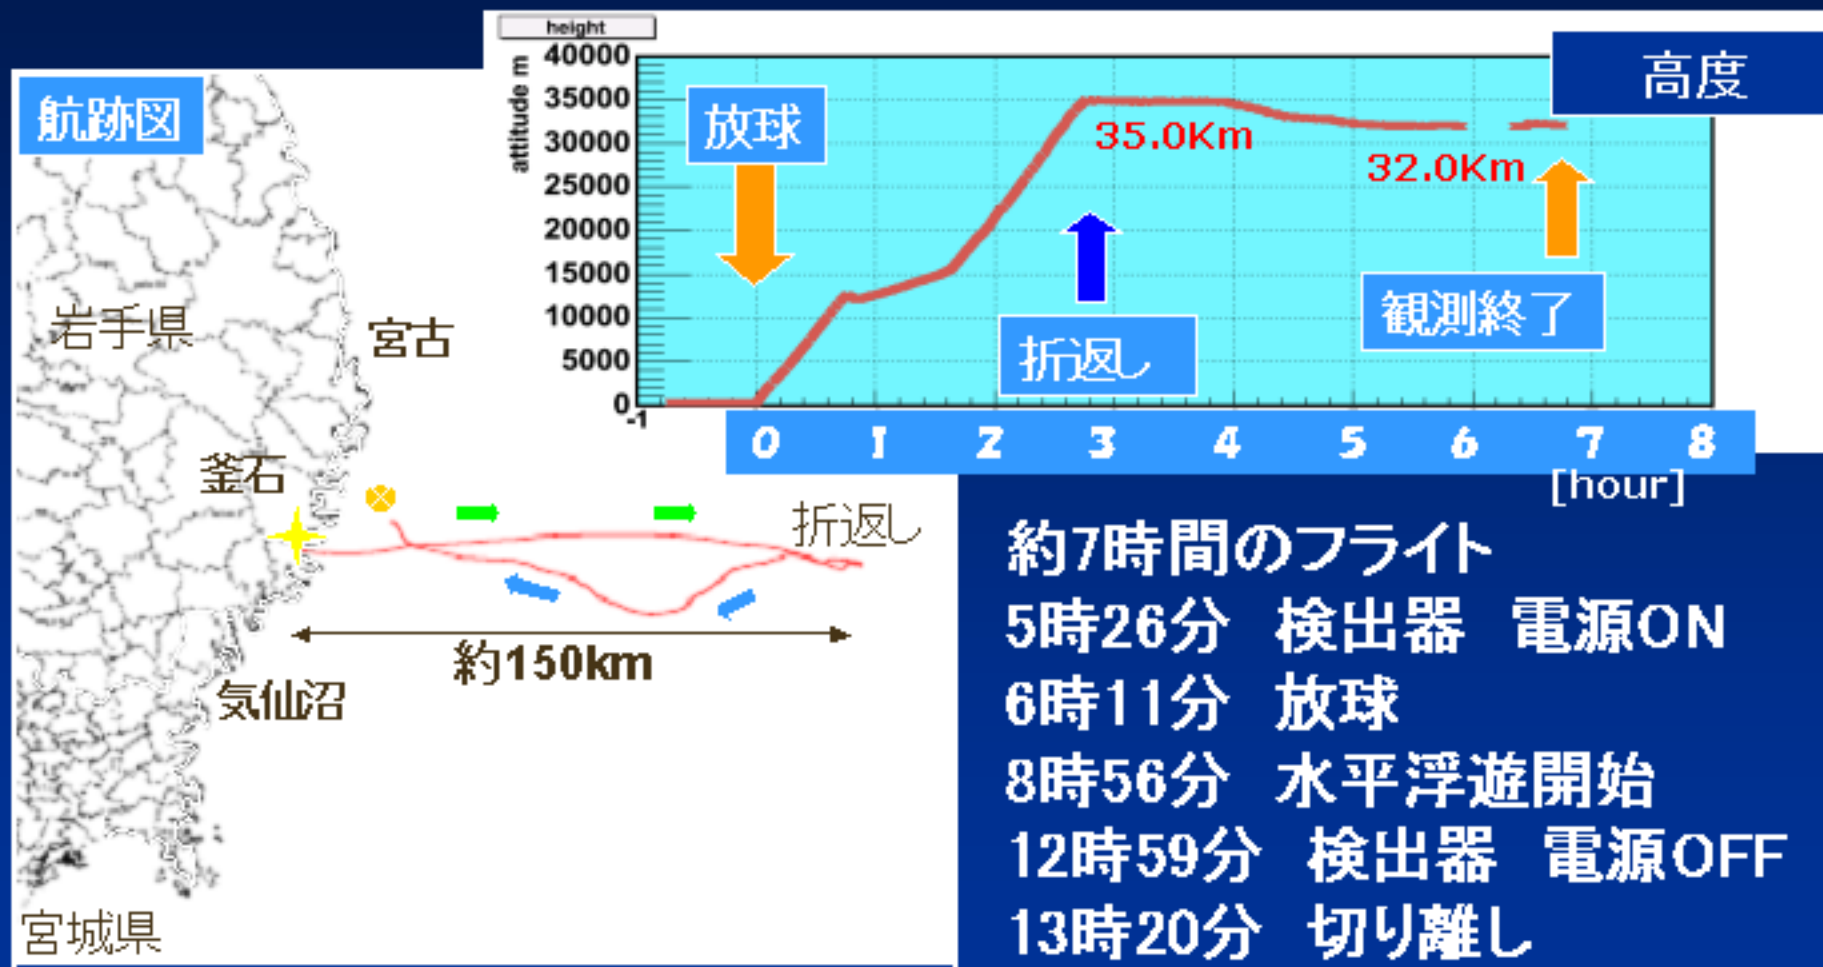 height
attitude m
40000
35000
30000
25000
20000
15000
10000
5000
0
-1
高度
放球
35.0Km
32.0Km
折返し
観測終了
0 1 2 3 4 5 6 7 8
[hour]
航跡図
岩手県
宮古
釜石
折返し
約150km
気仙沼
宮城県
約7時間のフライト
5時26分 検出器 電源ON
6時11分 放球
8時56分 水平浮遊開始
12時59分 検出器 電源OFF
13時20分 切り離し